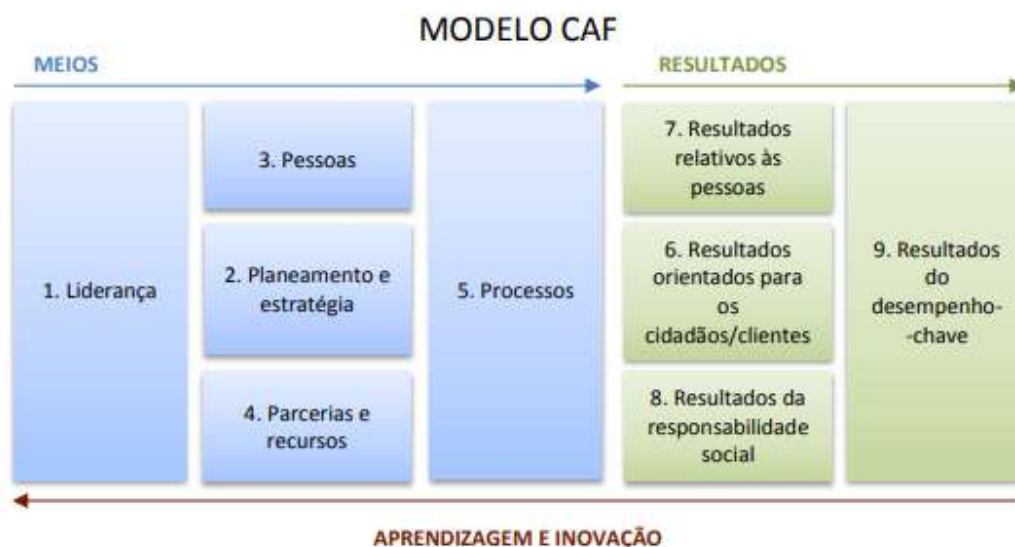 MODELO CAF
MEIOS
RESULTADOS
1. Liderança
3. Pessoas
2. Planeamento e
estratégia
4. Parcerias e
recursos
5. Processos
7. Resultados
relativos às
pessoas
6. Resultados
orientados para
os
cidadãos/clientes
8. Resultados da
responsabilidade
social
9. Resultados
do
desempenho-
-chave
APRENDIZAGEM E INOVAÇÃO